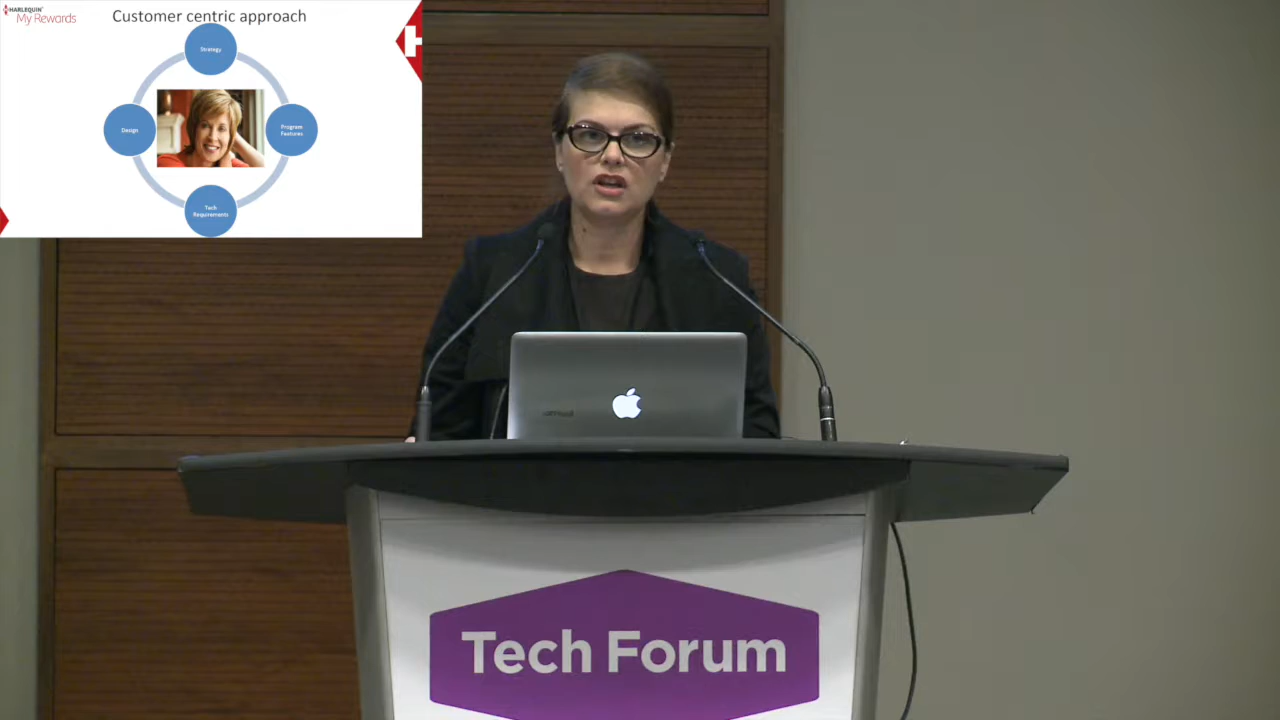 HARLEQUIN
My Rewards
Customer centric approach
Strategy
Design
Program
Features
Tech
Requirements
Tech Forum